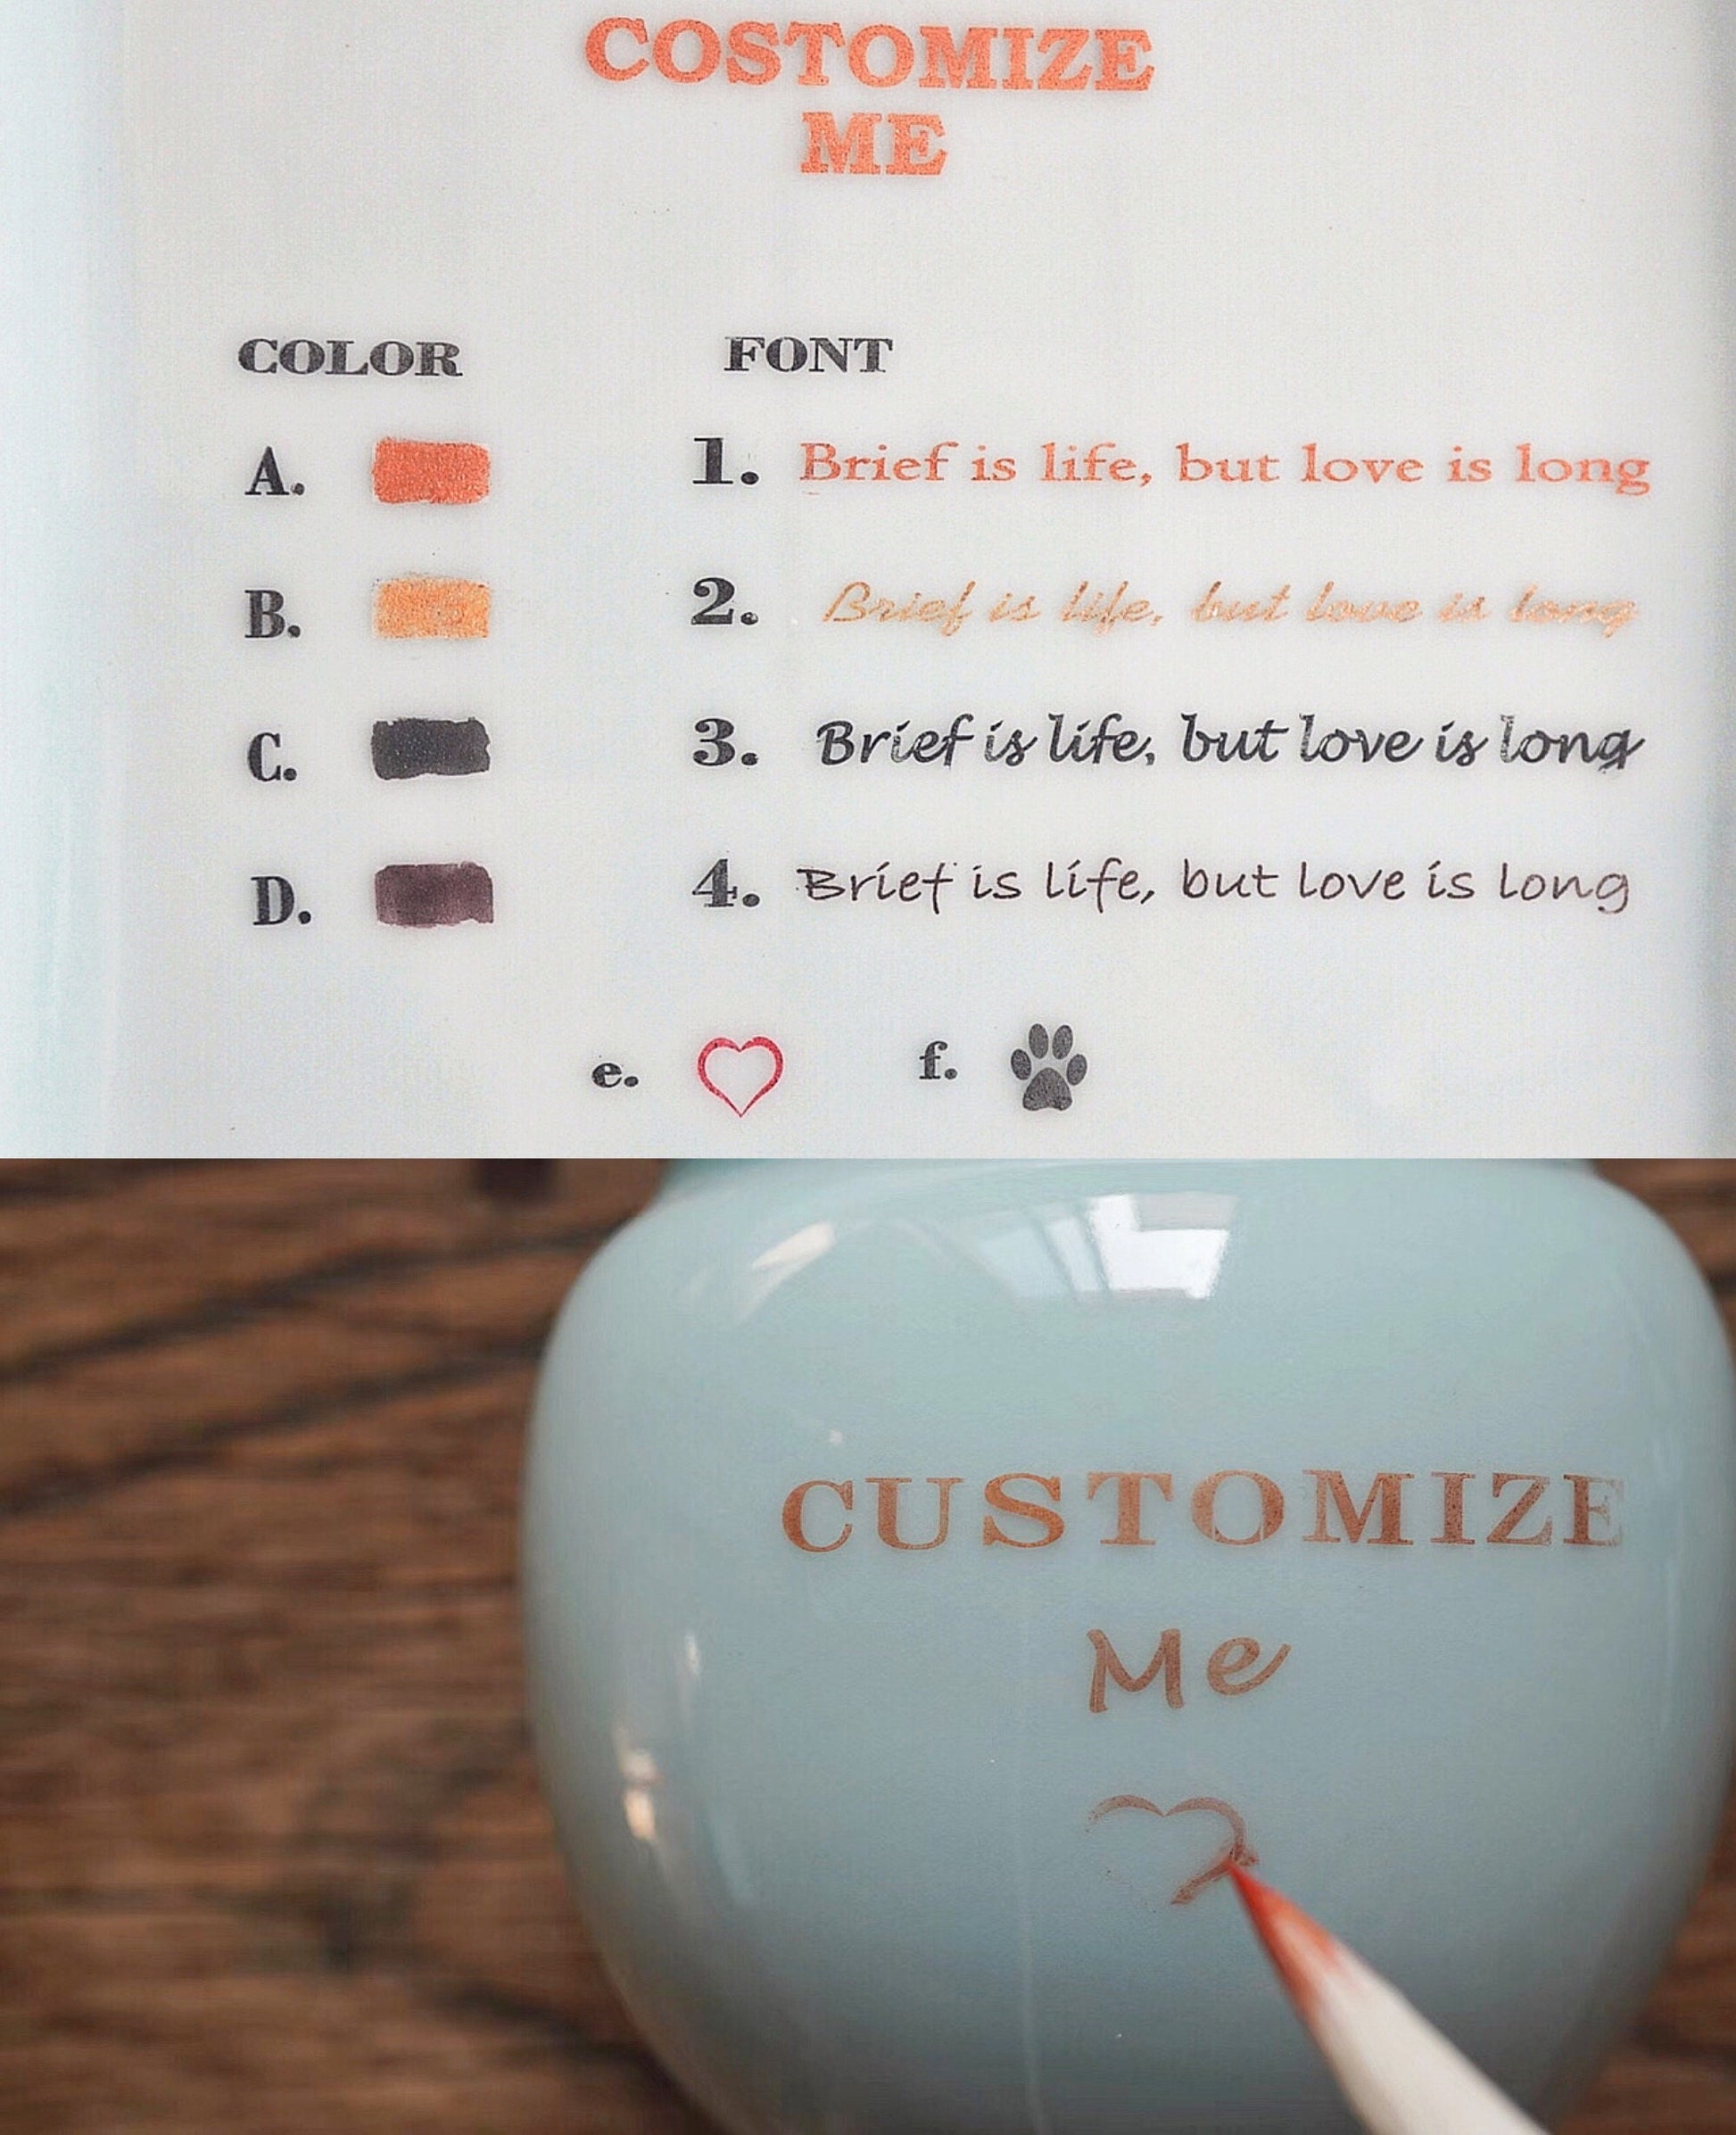 COSTOMIZE
ME
COLOR FONT
A. 1. Brief is life, but love is long
B. 2. Brief is life, but love is long
C. 3. Brief is life, but love is long
D. 4. Brief is life, but love is long
e. f.
CUSTOMIZE
Me